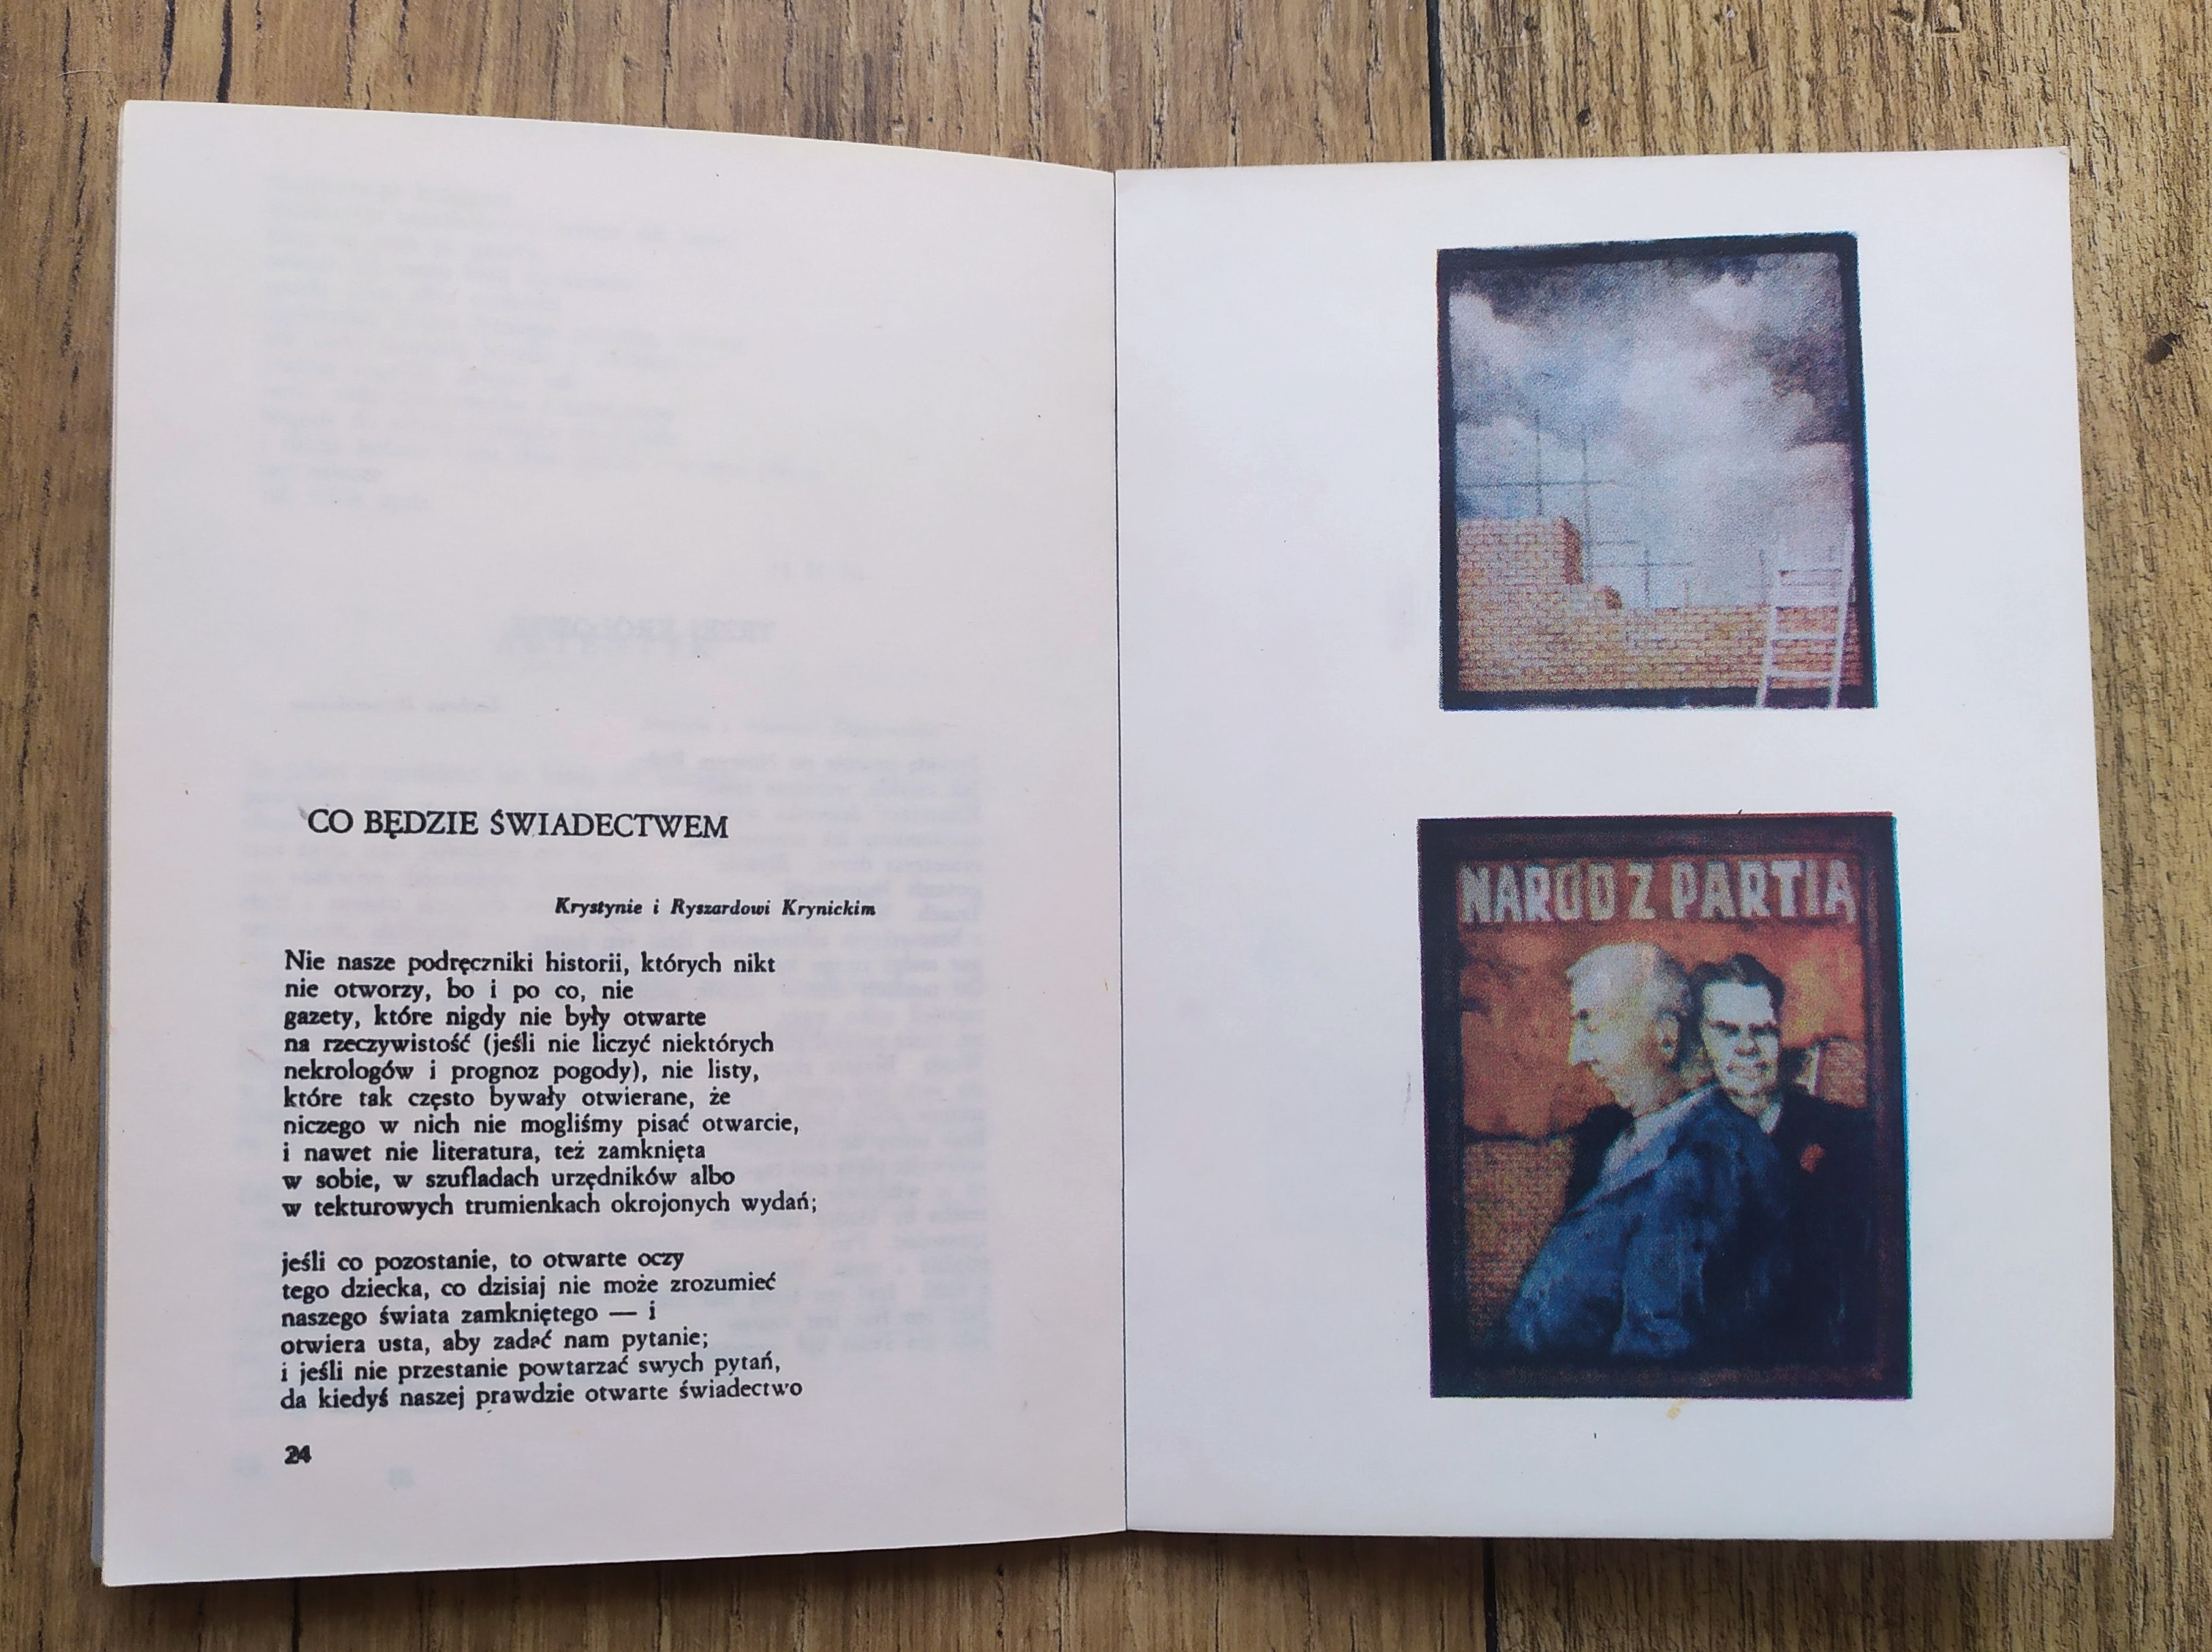 CO BĘDZIE ŚWIADECTWEM
Krystynie i Ryszardowi Krynickim
Nie nasze podręczniki historii, których nikt
nie otworzy, bo i po co, nie
gazety, które nigdy nie były otwarte
na rzeczywistość (jeśli nie liczyć niektórych
nekrologów i prognoz pogody), nie listy,
które tak często bywały otwierane, że
niczego w nich nie mogliśmy pisać otwarcie,
i nawet nie literatura, też zamknięta
w sobie, w szufladach urzędników albo
w tekturowych trumienkach okrojonych wydań;
jeśli co pozostanie, to otwarte oczy
tego dziecka, co dzisiaj nie może zrozumieć
naszego świata zamkniętego — i
otwiera usta, aby zadać nam pytanie;
i jeśli nie przestanie powtarzać swych pytań,
da kiedyś naszej prawdzie otwarte świadectwo
24
NARÓD Z PARTIĄ